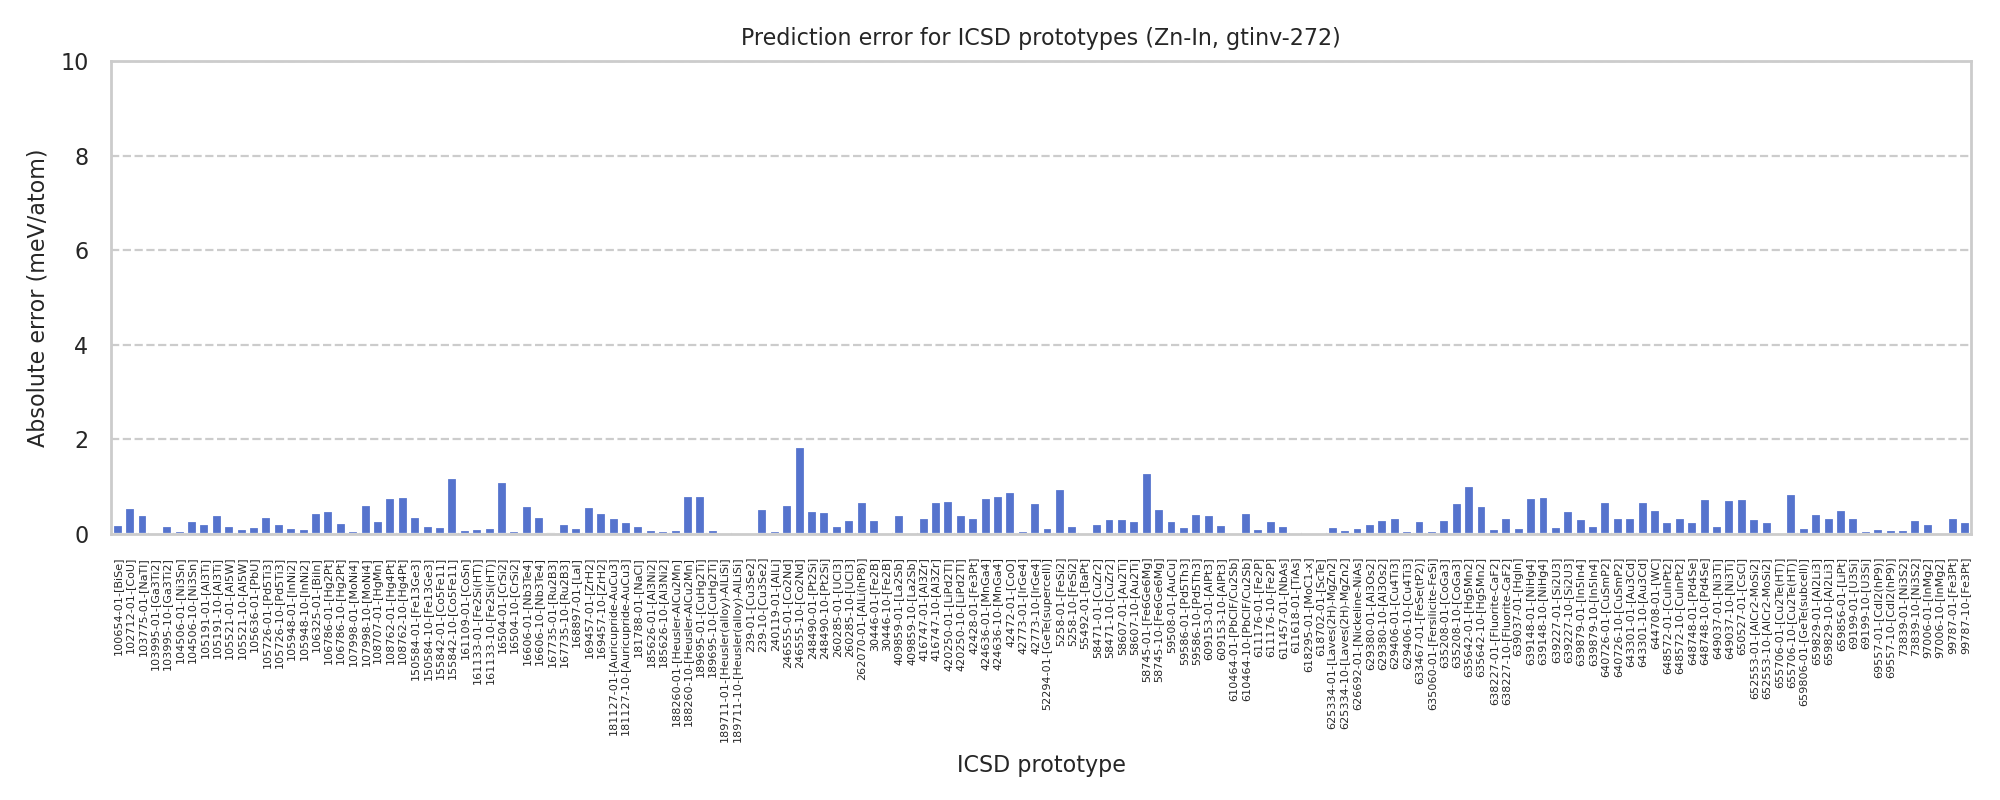 Prediction error for ICSD prototypes (Zn-In, gtinv-272)
Absolute error (meV/atom)
10
8
6
4
2
0
100654-01-[BiSe]
102712-01-[CoU]
103775-01-[NaTl]
103995-01-[Ga3Ti2]
103995-10-[Ga3Ti2]
104506-01-[Ni3Sn]
104506-10-[Ni3Sn]
105191-01-[Al3Ti]
105191-10-[Al3Ti]
105521-01-[Al5W]
105521-10-[Al5W]
105636-01-[PbU]
105726-01-[Pd5Ti3]
105726-10-[Pd5Ti3]
105948-01-[InNi2]
105948-10-[InNi2]
106325-01-[BiIn]
106786-01-[Hg2Pt]
106786-10-[Hg2Pt]
107998-01-[MoNi4]
107998-10-[MoNi4]
108707-01-[HgMn]
108762-01-[Hg4Pt]
108762-10-[Hg4Pt]
150584-01-[Fe13Ge3]
150584-10-[Fe13Ge3]
155842-01-[Co5Fe11]
155842-10-[Co5Fe11]
161109-01-[CoSn]
161133-01-[Fe2Si(HT)]
161133-10-[Fe2Si(HT)]
16504-01-[CrSi2]
16504-10-[CrSi2]
16606-01-[Nb3Te4]
16606-10-[Nb3Te4]
167735-01-[Ru2B3]
167735-10-[Ru2B3]
168897-01-[LaI]
169457-01-[ZrH2]
169457-10-[ZrH2]
181127-01-[Auricupride-AuCu3]
181127-10-[Auricupride-AuCu3]
181788-01-[NaCl]
185626-01-[Al3Ni2]
185626-10-[Al3Ni2]
188260-01-[Heusler-AlCu2Mn]
188260-10-[Heusler-AlCu2Mn]
189695-01-[CuHg2Ti]
189695-10-[CuHg2Ti]
189711-01-[Heusler(alloy)-AlLiSi]
189711-10-[Heusler(alloy)-AlLiSi]
239-01-[Cu3Se2]
239-10-[Cu3Se2]
240119-01-[AlLi]
246555-01-[Co2Nd]
246555-10-[Co2Nd]
248490-01-[Pt2Si]
248490-10-[Pt2Si]
260285-01-[UCl3]
260285-10-[UCl3]
262070-01-[AlLi(hP8)]
30446-01-[Fe2B]
30446-10-[Fe2B]
409859-01-[La2Sb]
409859-10-[La2Sb]
416747-01-[Al3Zr]
416747-10-[Al3Zr]
420250-01-[LiPd2Tl]
420250-10-[LiPd2Tl]
42428-01-[Fe3Pt]
424636-01-[MnGa4]
424636-10-[MnGa4]
42472-01-[CoO]
42773-01-[IrGe4]
42773-10-[IrGe4]
52294-01-[GeTe(supercell)]
5258-01-[FeSi2]
5258-10-[FeSi2]
55492-01-[BaPt]
58471-01-[CuZr2]
58471-10-[CuZr2]
58607-01-[Au2Ti]
58607-10-[Au2Ti]
58745-01-[Fe6Ge6Mg]
58745-10-[Fe6Ge6Mg]
59508-01-[AuCu]
59586-01-[Pd5Th3]
59586-10-[Pd5Th3]
609153-01-[AlPt3]
609153-10-[AlPt3]
610464-01-[PbClF/Cu2Sb]
610464-10-[PbClF/Cu2Sb]
611176-01-[Fe2P]
611176-10-[Fe2P]
611457-01-[NbAs]
611618-01-[TiAs]
618295-01-[MoC1-x]
618702-01-[ScTe]
625334-01-[Laves(2H)-MgZn2]
625334-10-[Laves(2H)-MgZn2]
626692-01-[Nickeline-NiAs]
629380-01-[Al3Os2]
629380-10-[Al3Os2]
629406-01-[Cu4Ti3]
629406-10-[Cu4Ti3]
633467-01-[FeSe(tP2)]
635060-01-[Fersilicite-FeSi]
635208-01-[CoGa3]
635208-10-[CoGa3]
635642-01-[Hg5Mn2]
635642-10-[Hg5Mn2]
638227-01-[Fluorite-CaF2]
638227-10-[Fluorite-CaF2]
639037-01-[HgIn]
639148-01-[NiHg4]
639148-10-[NiHg4]
639227-01-[Si2U3]
639227-10-[Si2U3]
639879-01-[In5In4]
639879-10-[In5In4]
640726-01-[CuSmP2]
640726-10-[CuSmP2]
643301-01-[Au3Cd]
643301-10-[Au3Cd]
644708-01-[WC]
648572-01-[CuInPt2]
648572-10-[CuInPt2]
648748-01-[Pd4Se]
648748-10-[Pd4Se]
649037-01-[Ni3Ti]
649037-10-[Ni3Ti]
650527-01-[CsCl]
652553-01-[AlCr2-MoSi2]
652553-10-[AlCr2-MoSi2]
655706-01-[Cu2Te(HT)]
655706-10-[Cu2Te(HT)]
659806-01-[GeTe(subcell)]
659829-01-[Al2Li3]
659829-10-[Al2Li3]
659856-01-[LiPt]
69199-01-[U3Si]
69199-10-[U3Si]
69557-01-[CdI2(hP9)]
69557-10-[CdI2(hP9)]
73839-01-[Ni3S2]
73839-10-[Ni3S2]
97006-01-[InMg2]
97006-10-[InMg2]
99787-01-[Fe3Pt]
99787-10-[Fe3Pt]
ICSD prototype